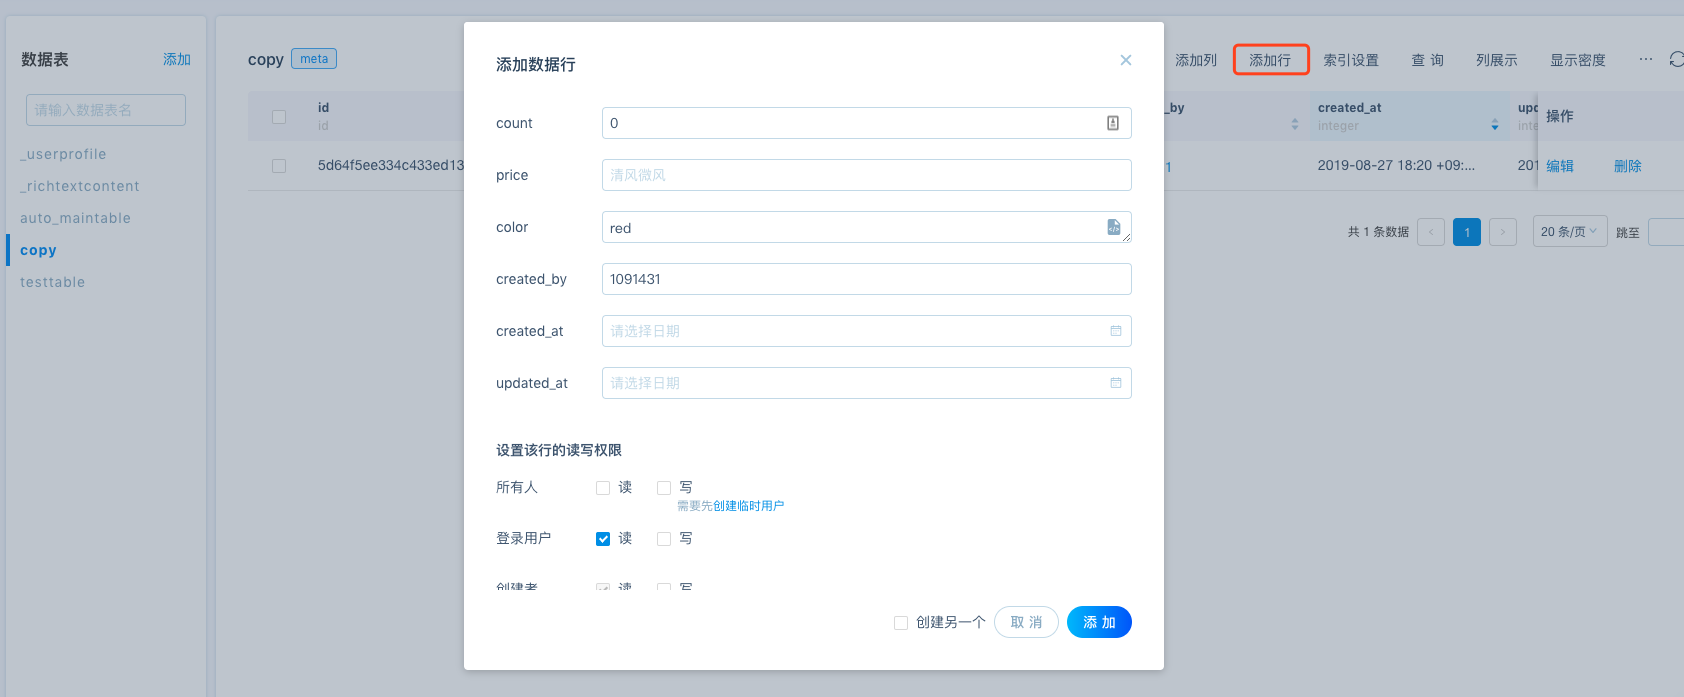 数据表
添加
请输入数据表名
_userprofile
_richtextcontent
auto_maintable
copy
testtable
copy meta
添加列 添加行 索引设置 查 询 列展示 显示密度 ···
id
id
_by
created_at
integer
upd
inte
操作
5d64f5ee334c433ed13
1
2019-08-27 18:20 +09:...
201
编辑 删除
共 1 条数据 < 1 > 20 条/页 跳至
添加数据行
count 0
price 清风微风
color red
created_by 1091431
created_at 请选择日期
updated_at 请选择日期
设置该行的读写权限
所有人 读 写
需要先创建临时用户
登录用户 读 写
创建者 读 写
创建另一个 取 消 添 加